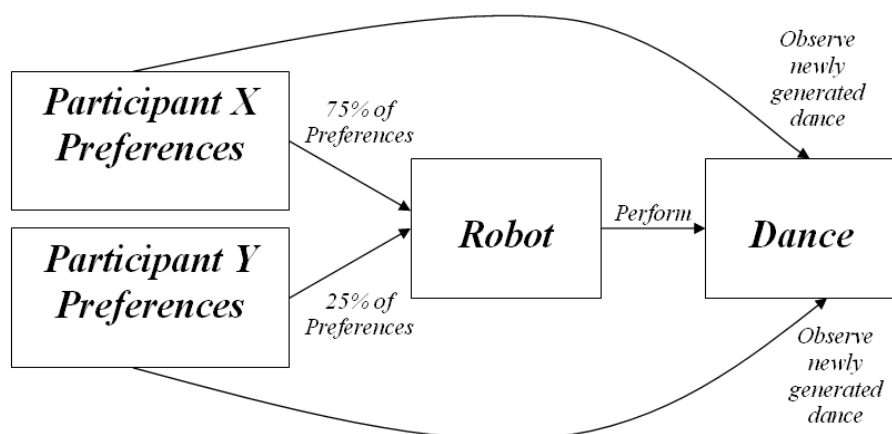 Participant X
Preferences
75% of
Preferences
Observe
newly
generated
dance
Robot
Perform
Dance
Participant Y
Preferences
25% of
Preferences
Observe
newly
generated
dance